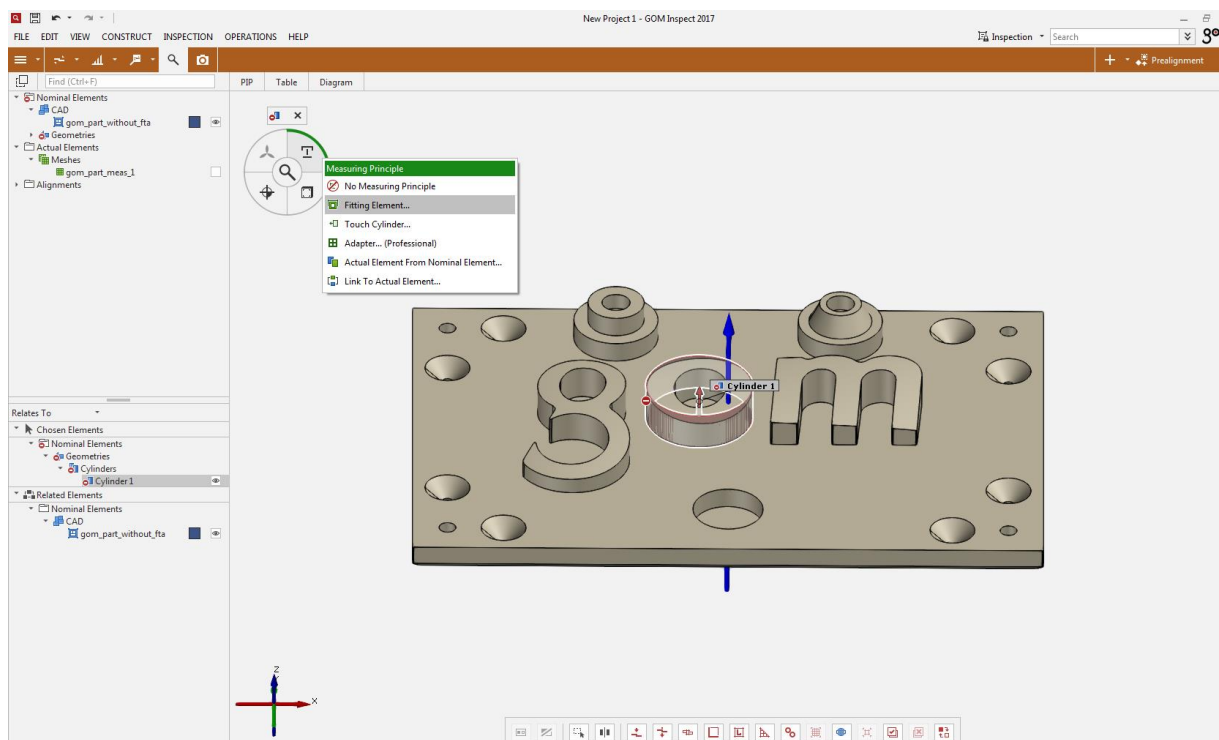 New Project 1 - GOM Inspect 2017
FILE EDIT VIEW CONSTRUCT INSPECTION OPERATIONS HELP
Inspection
Search
Prealignment
Find (Ctrl+F)
PIP Table Diagram
Nominal Elements
CAD
gom_part_without_fta
Geometries
Actual Elements
Meshes
gom_part_meas_1
Alignments
Measuring Principle
No Measuring Principle
Fitting Element...
Touch Cylinder...
Adapter... (Professional)
Actual Element From Nominal Element...
Link To Actual Element...
Cylinder 1
Relates To
Chosen Elements
Nominal Elements
Geometries
Cylinders
Cylinder 1
Related Elements
Nominal Elements
CAD
gom_part_without_fta
Z
X